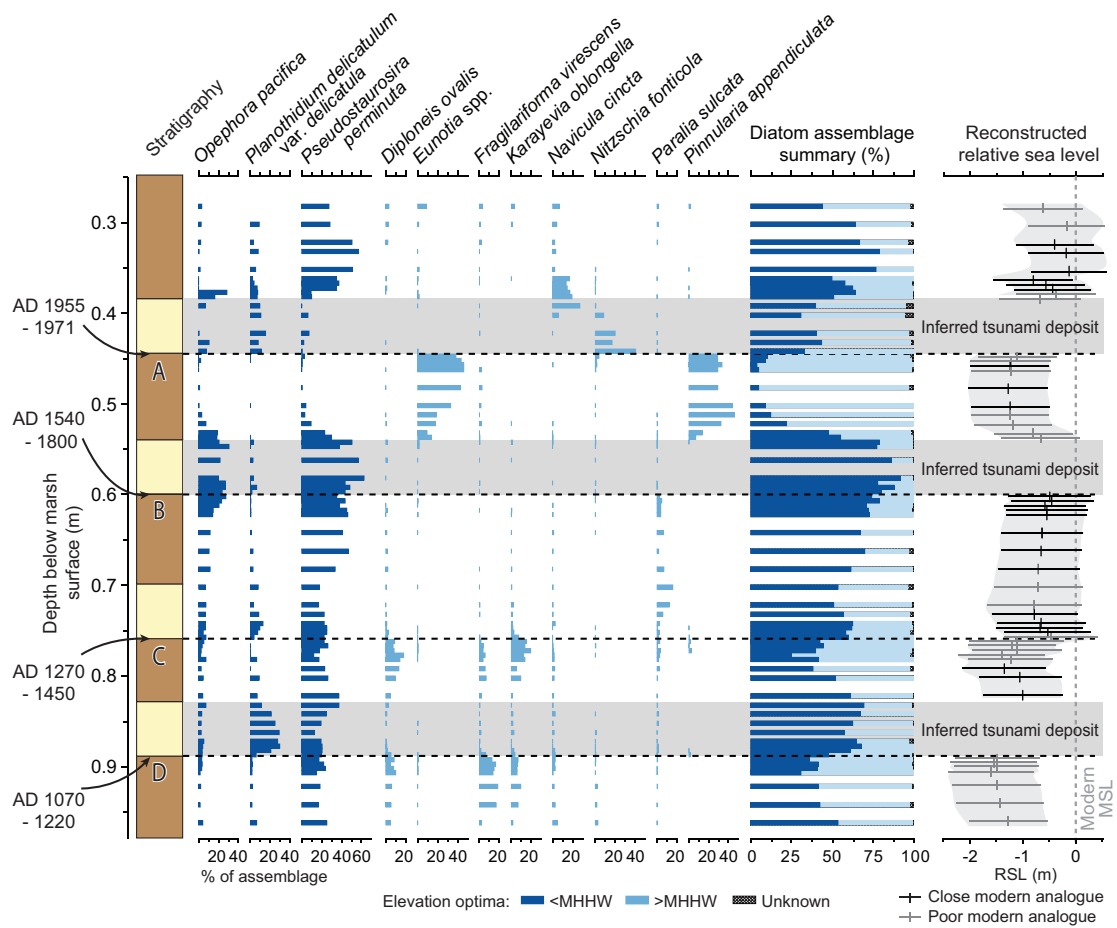 Stratigraphy
Opephora pacifica
Planothidium delicatulum
var. delicatula
Pseudostaurosira
perminuta
Diploneis ovalis
Eunotia spp.
Fragilariforma virescens
Karayevia oblongella
Navicula cincta
Nitzschia fonticola
Paralia sulcata
Pinnularia appendiculata
Diatom assemblage
summary (%)
Reconstructed
relative sea level
Depth below marsh
surface (m)
0.3
0.4
0.5
0.6
0.7
0.8
0.9
AD 1955
- 1971
AD 1540
- 1800
AD 1270
- 1450
AD 1070
- 1220
A
B
C
D
Inferred tsunami deposit
Inferred tsunami deposit
Inferred tsunami deposit
Modern
MSL
20 40 20 40 20 40 60 20 20 40 20 20 20 20 40 20 20 40 0 50 100 -2 -1 0
% of assemblage
RSL (m)
Elevation optima: <MHHW >MHHW Unknown
Close modern analogue
Poor modern analogue